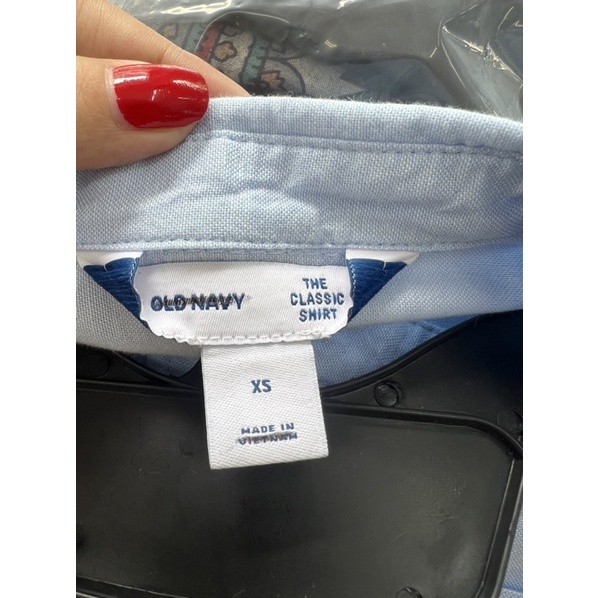 OLD NAVY
THE
CLASSIC
SHIRT
XS
MADE IN
VIETNAM